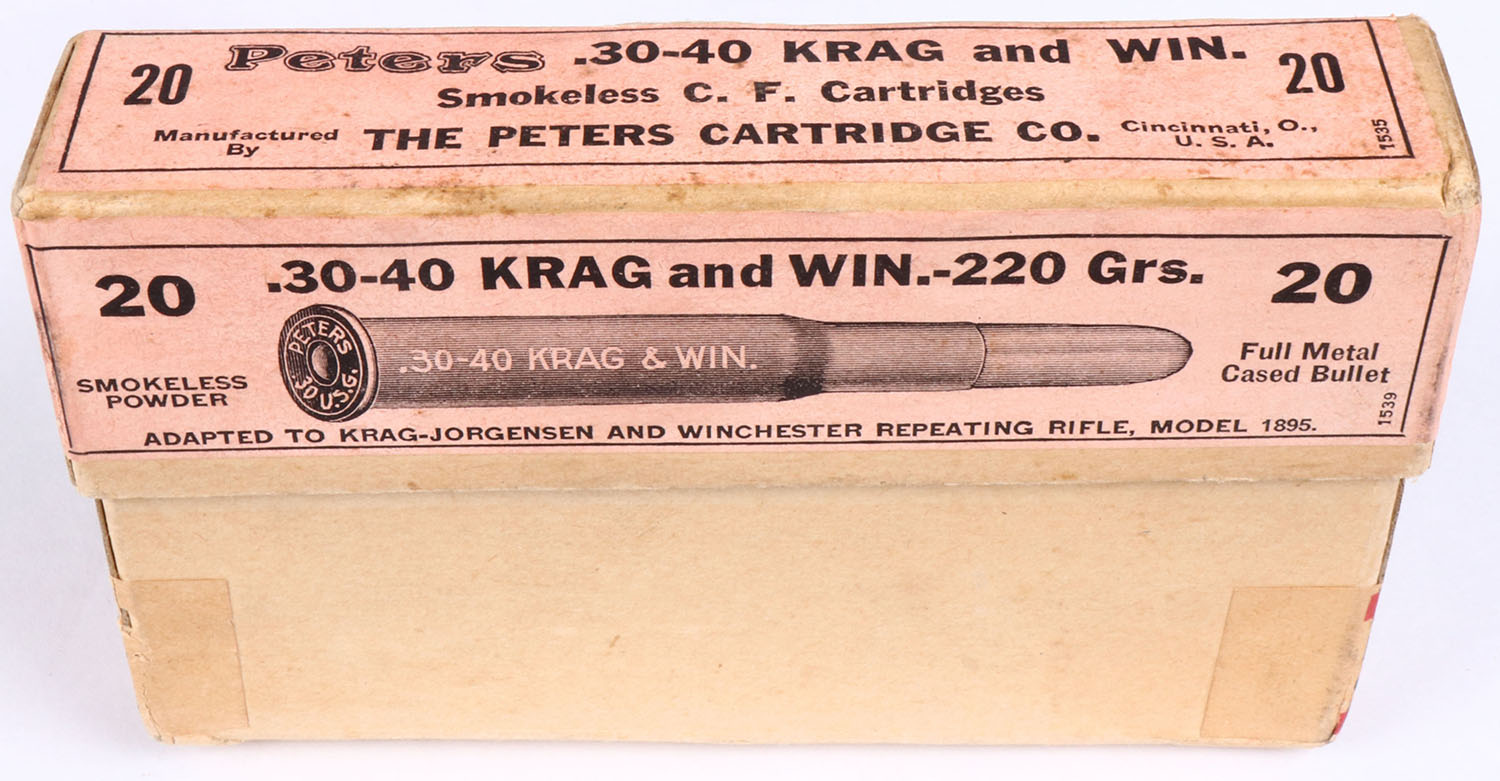 20 Peters .30-40 KRAG and WIN. 20
Smokeless C. F. Cartridges
Manufactured By THE PETERS CARTRIDGE CO. Cincinnati, O., U. S. A.
1535
20 .30-40 KRAG and WIN.-220 Grs. 20
PETERS
30 U.S.G.
.30-40 KRAG & WIN.
SMOKELESS
POWDER
Full Metal
Cased Bullet
1539
ADAPTED TO KRAG-JORGENSEN AND WINCHESTER REPEATING RIFLE, MODEL 1895.